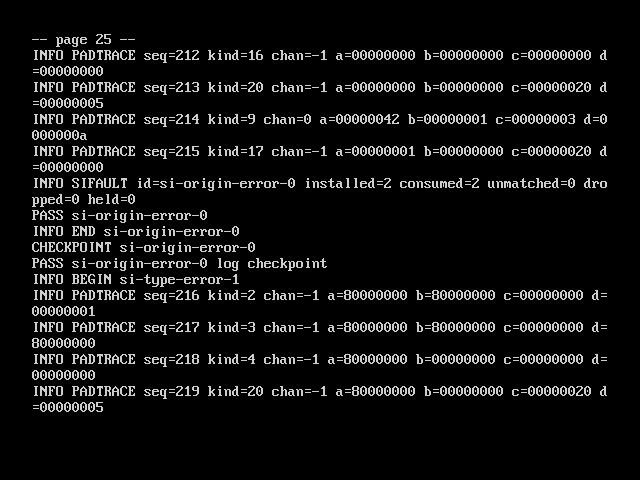 -- page 25 --
INFO PADTRACE seq=212 kind=16 chan=-1 a=00000000 b=00000000 c=00000000 d
=00000000
INFO PADTRACE seq=213 kind=20 chan=-1 a=00000000 b=00000000 c=00000020 d
=00000005
INFO PADTRACE seq=214 kind=9 chan=0 a=00000042 b=00000001 c=00000003 d=0
000000a
INFO PADTRACE seq=215 kind=17 chan=-1 a=00000001 b=00000000 c=00000020 d
=00000000
INFO SIFAULT id=si-origin-error-0 installed=2 consumed=2 unmatched=0 dro
pped=0 held=0
PASS si-origin-error-0
INFO END si-origin-error-0
CHECKPOINT si-origin-error-0
PASS si-origin-error-0 log checkpoint
INFO BEGIN si-type-error-1
INFO PADTRACE seq=216 kind=2 chan=-1 a=80000000 b=80000000 c=00000000 d=
00000001
INFO PADTRACE seq=217 kind=3 chan=-1 a=80000000 b=80000000 c=00000000 d=
80000000
INFO PADTRACE seq=218 kind=4 chan=-1 a=80000000 b=00000000 c=00000000 d=
00000000
INFO PADTRACE seq=219 kind=20 chan=-1 a=80000000 b=00000000 c=00000020 d
=00000005